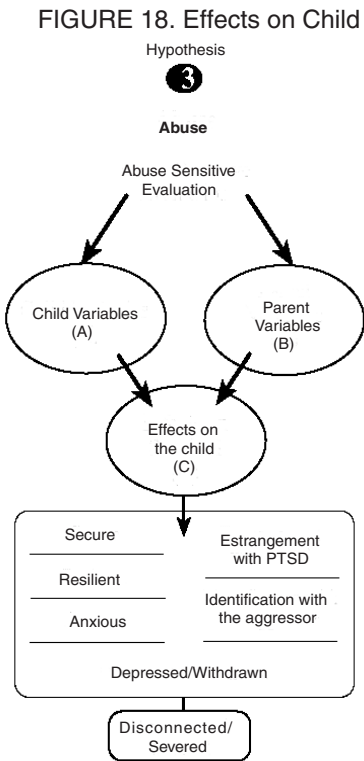 FIGURE 18. Effects on Child
Hypothesis
3
Abuse
Abuse Sensitive
Evaluation
Child Variables
(A)
Parent
Variables
(B)
Effects on
the child
(C)
Secure
Resilient
Anxious
Estrangement
with PTSD
Identification with
the aggressor
Depressed/Withdrawn
Disconnected/
Severed